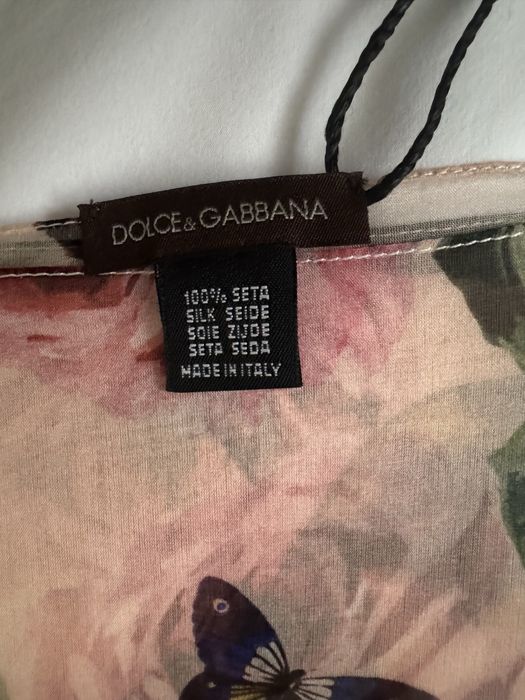 DOLCE & GABBANA
100% SETA
SILK SEIDE
SOIE ZIJDE
SETA SEDA
MADE IN ITALY